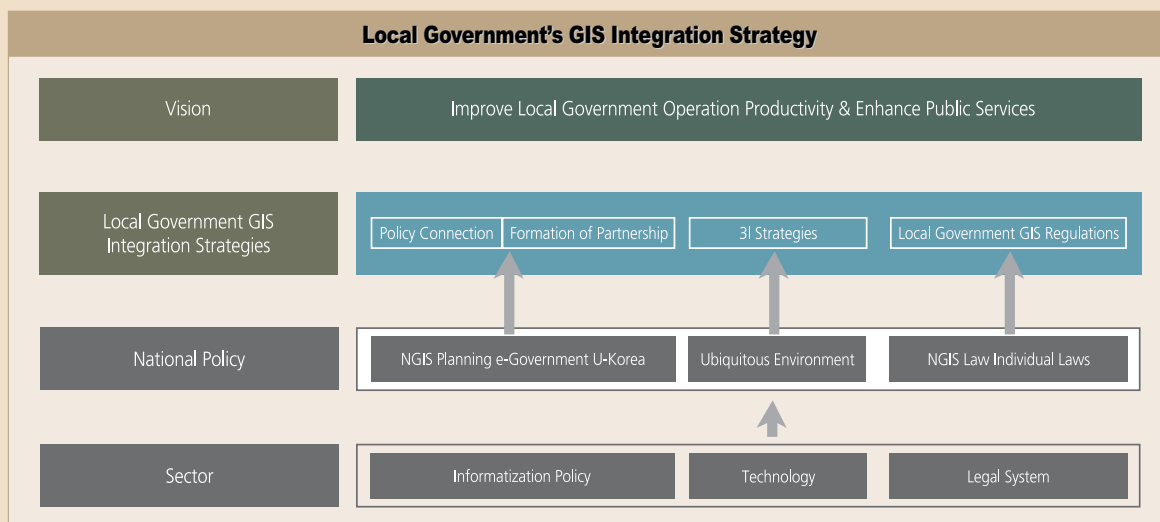 Local Government's GIS Integration Strategy
Vision
Improve Local Government Operation Productivity & Enhance Public Services
Local Government GIS
Integration Strategies
Policy Connection
Formation of Partnership
3I Strategies
Local Government GIS Regulations
National Policy
NGIS Planning e-Government U-Korea
Ubiquitous Environment
NGIS Law Individual Laws
Sector
Informatization Policy
Technology
Legal System